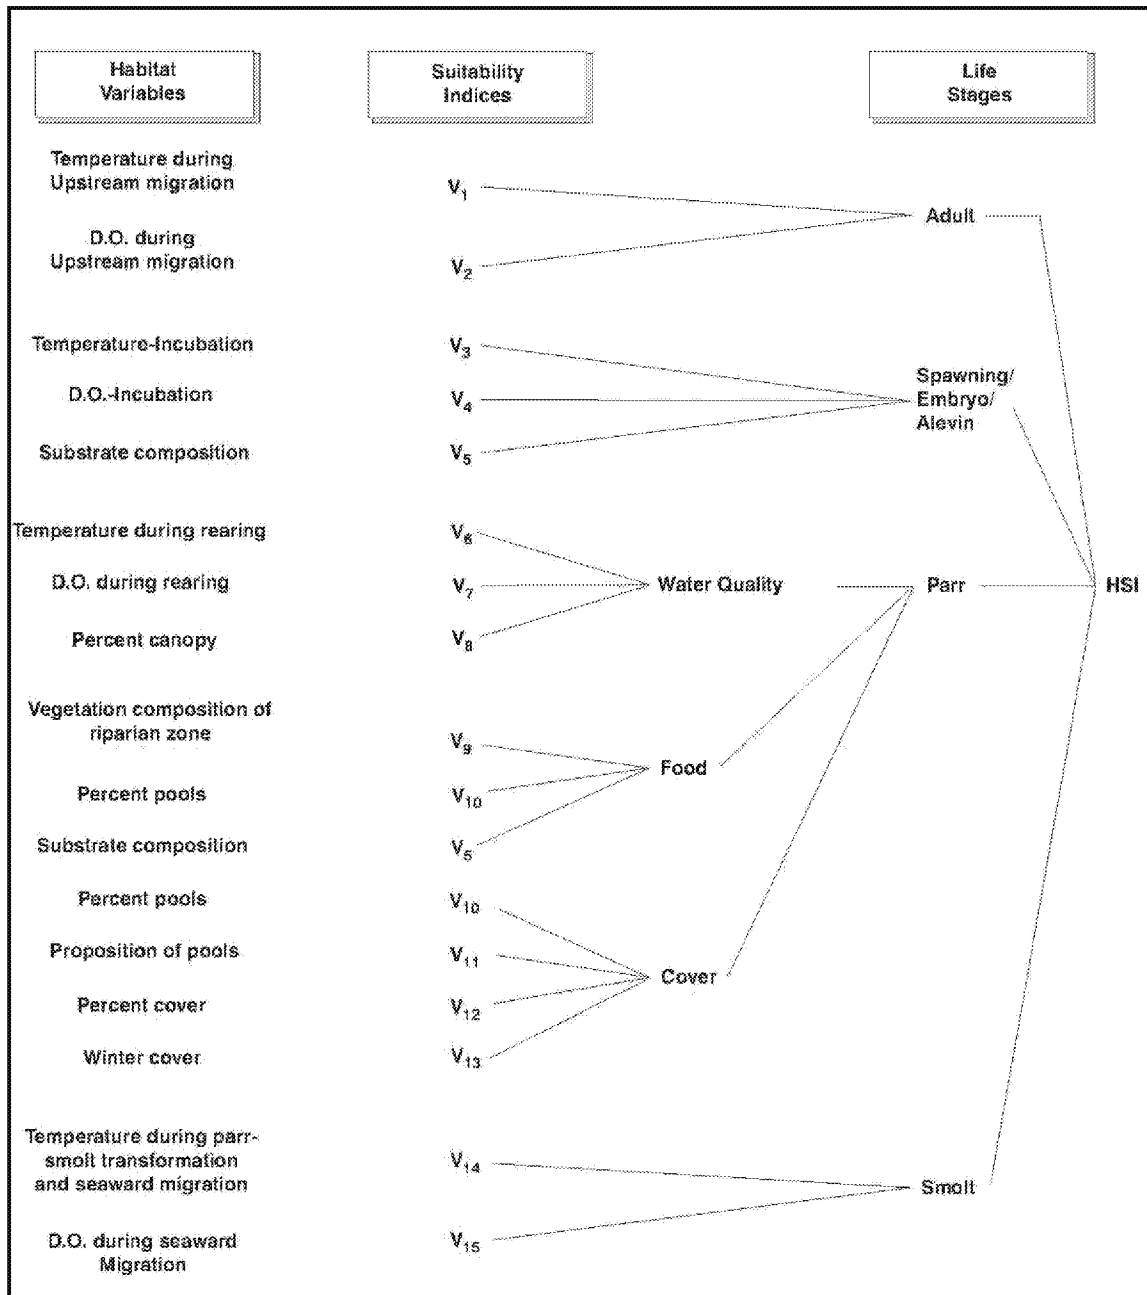 Habitat
Variables
Suitability
Indices
Life
Stages
Temperature during
Upstream migration
V1
Adult
D.O. during
Upstream migration
V2
Temperature-Incubation
V3
D.O.-Incubation
V4
Spawning/
Embryo/
Alevin
Substrate composition
V5
Temperature during rearing
V6
D.O. during rearing
V7
Water Quality
Parr
HSI
Percent canopy
V8
Vegetation composition of
riparian zone
V9
Food
Percent pools
V10
Substrate composition
V5
Percent pools
V10
Proposition of pools
V11
Cover
Percent cover
V12
Winter cover
V13
Temperature during parr-
smolt transformation
and seaward migration
V14
Smolt
D.O. during seaward
Migration
V15